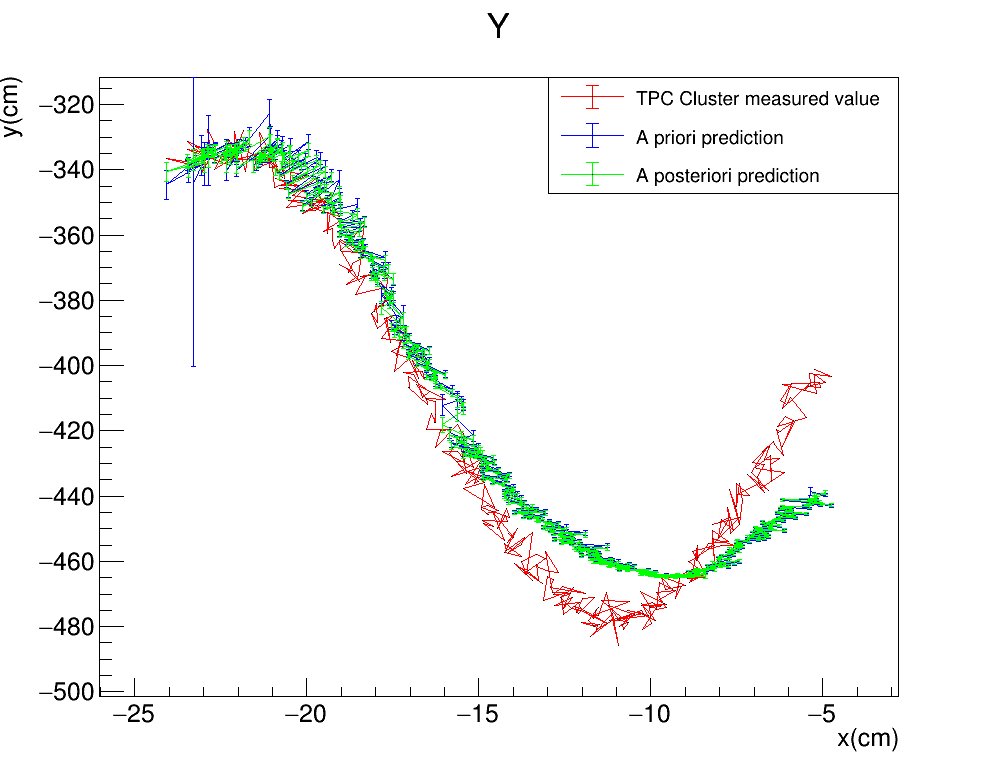 Y
y(cm)
−320
−340
−360
−380
−400
−420
−440
−460
−480
−500
TPC Cluster measured value
A priori prediction
A posteriori prediction
−25 −20 −15 −10 −5
x(cm)